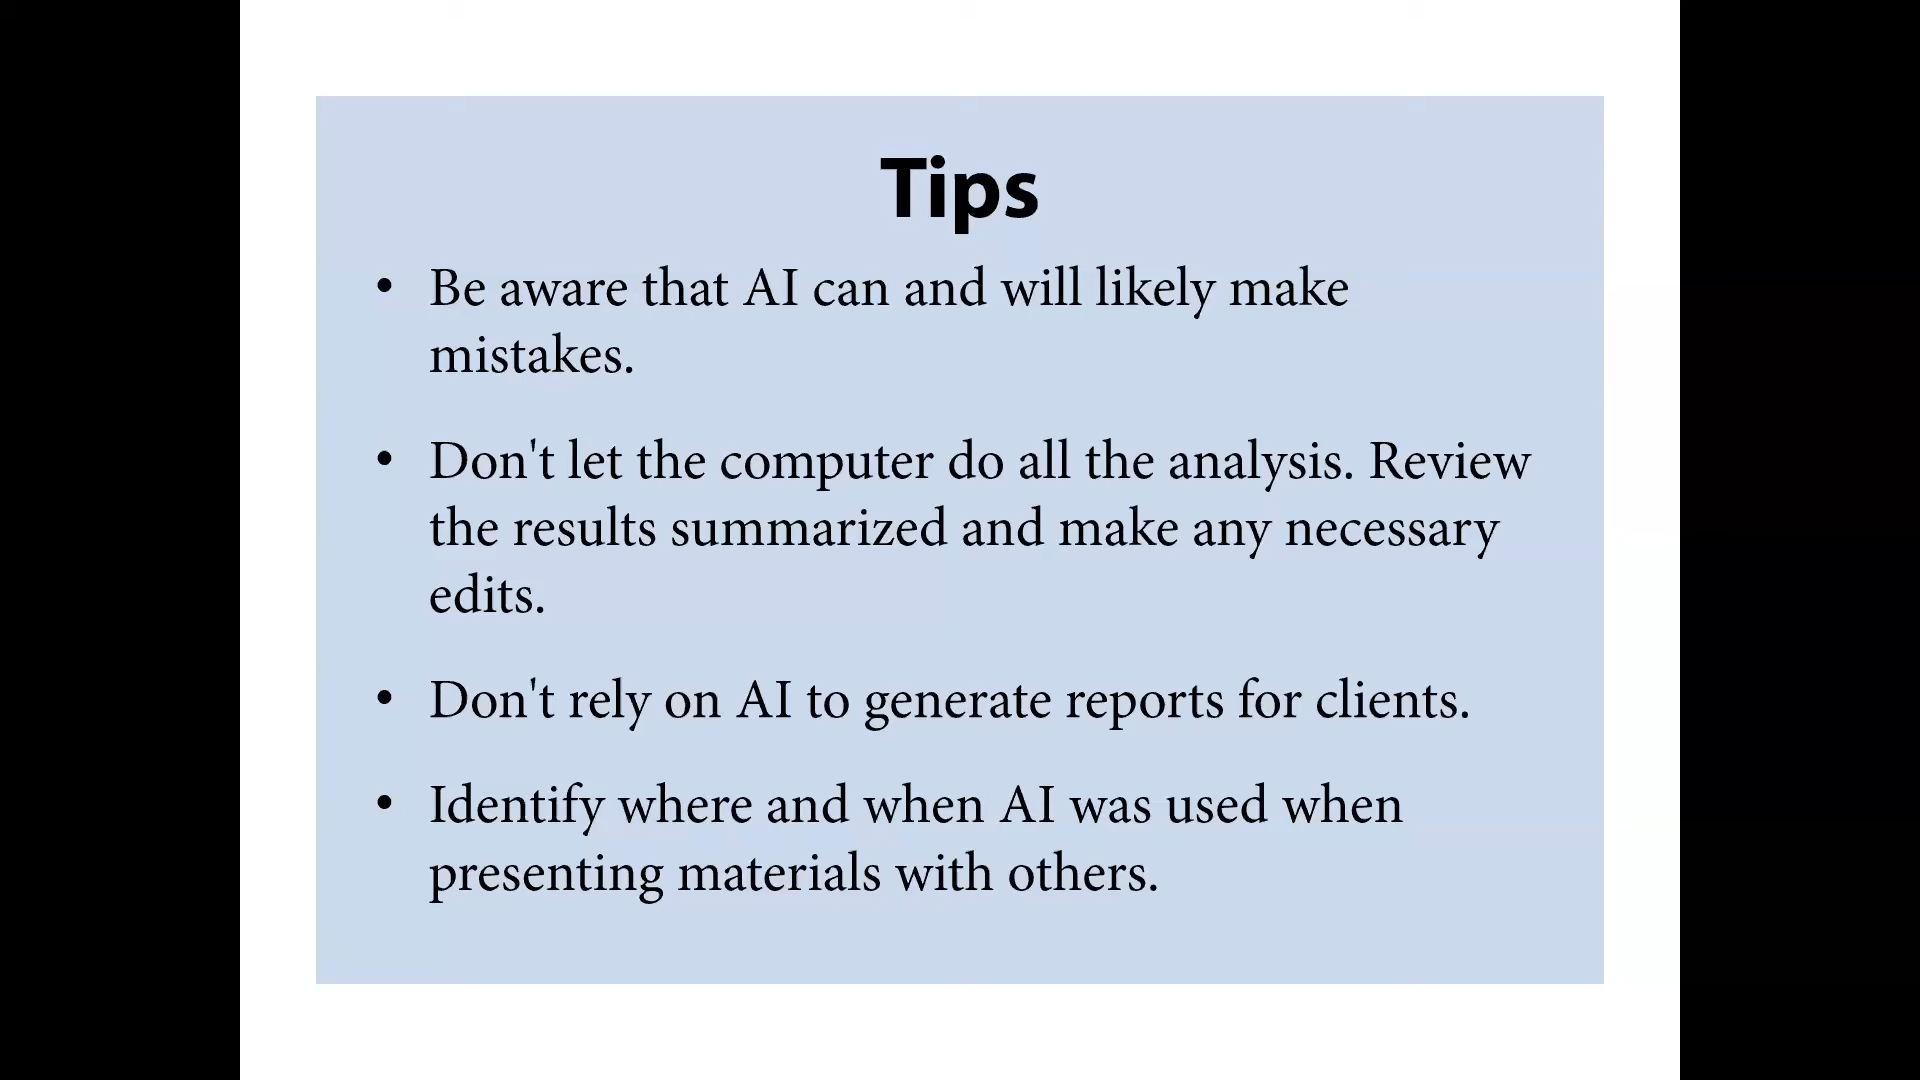 Tips
• Be aware that AI can and will likely make
mistakes.
• Don't let the computer do all the analysis. Review
the results summarized and make any necessary
edits.
• Don't rely on AI to generate reports for clients.
• Identify where and when AI was used when
presenting materials with others.